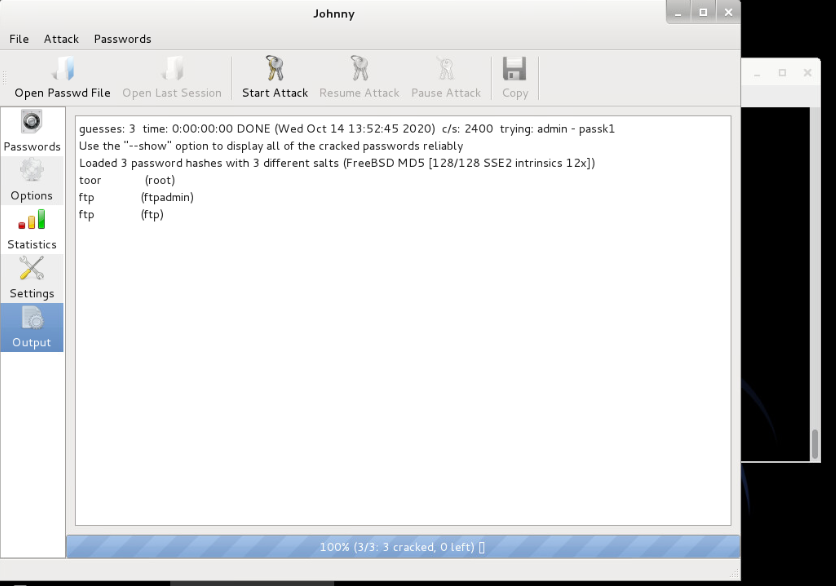 Johnny
File Attack Passwords
Open Passwd File Open Last Session Start Attack Resume Attack Pause Attack Copy
Passwords
Options
Statistics
Settings
Output
guesses: 3 time: 0:00:00:00 DONE (Wed Oct 14 13:52:45 2020) c/s: 2400 trying: admin - passk1
Use the "--show" option to display all of the cracked passwords reliably
Loaded 3 password hashes with 3 different salts (FreeBSD MD5 [128/128 SSE2 intrinsics 12x])
toor (root)
ftp (ftpadmin)
ftp (ftp)
100% (3/3: 3 cracked, 0 left) []